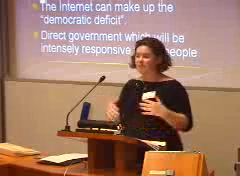 The Internet can make up the
"democratic deficit".
Direct government which will be
intensely responsive people